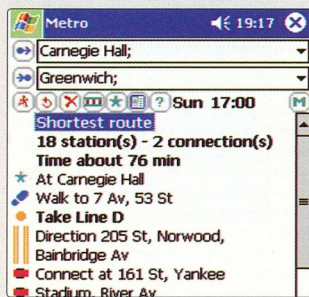 Metro 19:17
Carnegie Hall;
Greenwich;
? Sun 17:00 M
Shortest route
18 station(s) - 2 connection(s)
Time about 76 min
At Carnegie Hall
Walk to 7 Av, 53 St
Take Line D
Direction 205 St, Norwood,
Bainbridge Av
Connect at 161 St, Yankee
Stadium, River Av